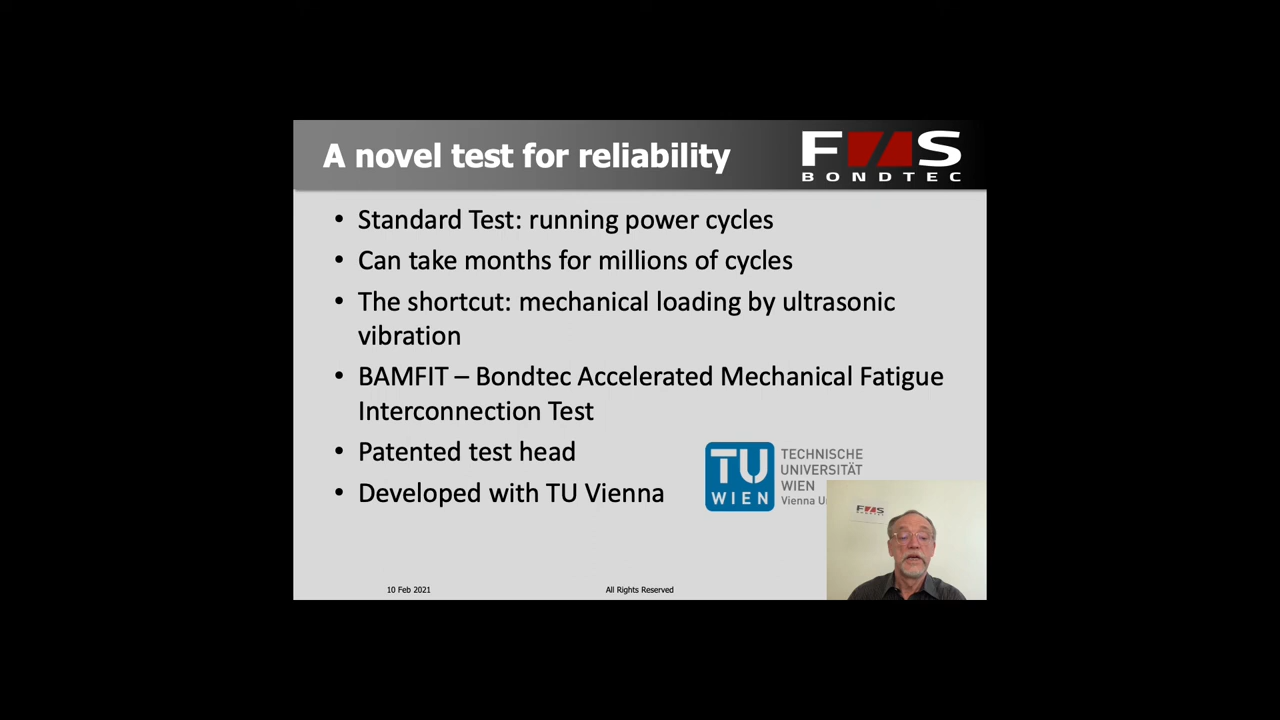 A novel test for reliability
F S
BONDTEC
• Standard Test: running power cycles
• Can take months for millions of cycles
• The shortcut: mechanical loading by ultrasonic
vibration
• BAMFIT – Bondtec Accelerated Mechanical Fatigue
Interconnection Test
• Patented test head
• Developed with TU Vienna
TU
WIEN
TECHNISCHE
UNIVERSITÄT
WIEN
Vienna
F S
BONDTEC
10 Feb 2021
All Rights Reserved